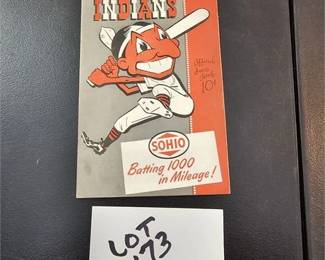 INDIANS
Official
Score Book
10¢
SOHIO
Batting 1000
in Mileage!
LOT
173